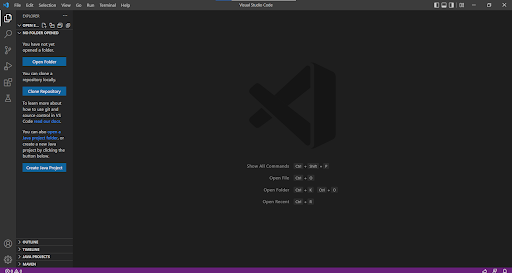 File Edit Selection View Go Run Terminal Help
Visual Studio Code
EXPLORER
OPEN E...
NO FOLDER OPENED
You have not yet
opened a folder.
Open Folder
You can clone a
repository locally.
Clone Repository
To learn more about
how to use git and
source control in VS
Code read our docs.
You can also open a
Java project folder, or
create a new Java
project by clicking the
button below.
Create Java Project
Show All Commands Ctrl + Shift + P
Open File Ctrl + O
Open Folder Ctrl + K Ctrl + O
Open Recent Ctrl + R
OUTLINE
TIMELINE
JAVA PROJECTS
MAVEN
0 0